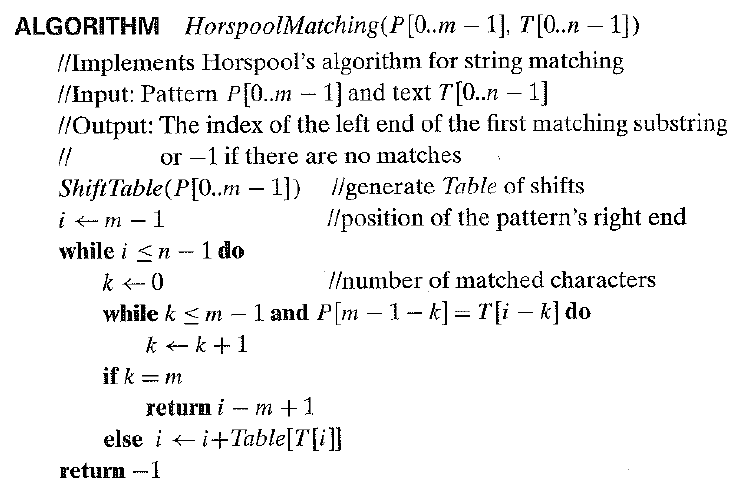 ALGORITHM HorspoolMatching(P[0..m − 1], T[0..n − 1])
//Implements Horspool's algorithm for string matching
//Input: Pattern P[0..m − 1] and text T[0..n − 1]
//Output: The index of the left end of the first matching substring
// or −1 if there are no matches
ShiftTable(P[0..m − 1]) //generate Table of shifts
i ← m − 1 //position of the pattern's right end
while i ≤ n − 1 do
k ← 0 //number of matched characters
while k ≤ m − 1 and P[m − 1 − k] = T[i − k] do
k ← k + 1
if k = m
return i − m + 1
else i ← i+Table[T[i]]
return −1